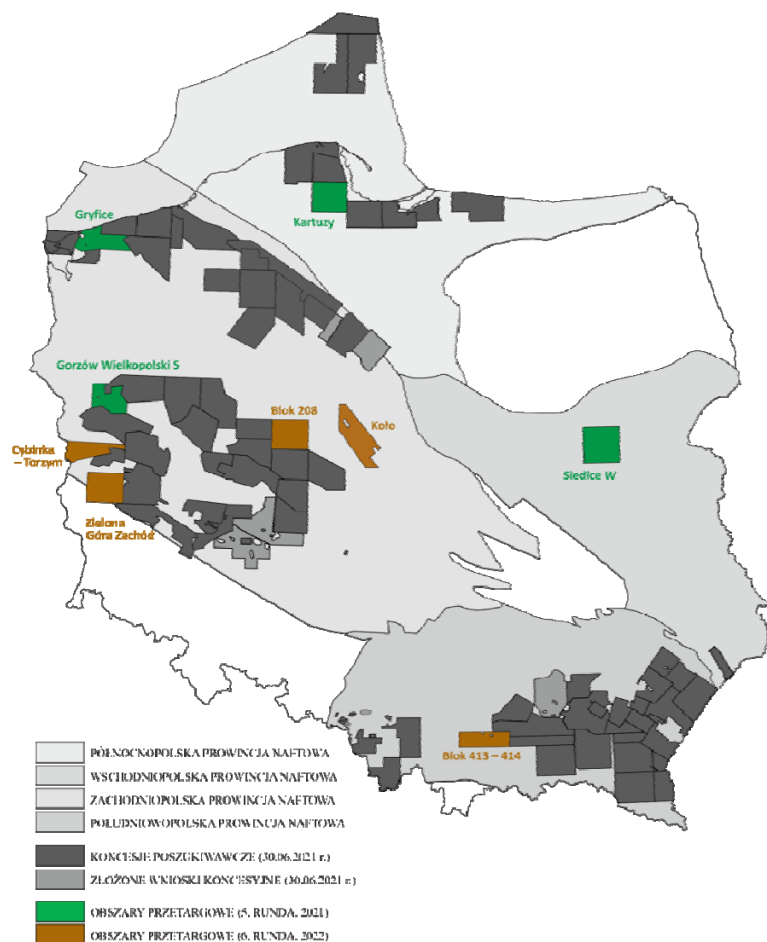 Gryfice
Kartuzy
Gorzów Wielkopolski S
Blok 208
Koło
Cybinka
– Torzym
Siedlce W
Zielona
Góra Zachód
Blok 413 – 414
PÓŁNOCNOPOLSKA PROWINCJA NAFTOWA
WSCHODNIOPOLSKA PROWINCJA NAFTOWA
ZACHODNIOPOLSKA PROWINCJA NAFTOWA
POŁUDNIOWOPOLSKA PROWINCJA NAFTOWA
KONCESJE POSZUKIWAWCZE (30.06.2021 r.)
ZŁOŻONE WNIOSKI KONCESYJNE (30.06.2021 r.)
OBSZARY PRZETARGOWE (5. RUNDA, 2021)
OBSZARY PRZETARGOWE (6. RUNDA, 2022)